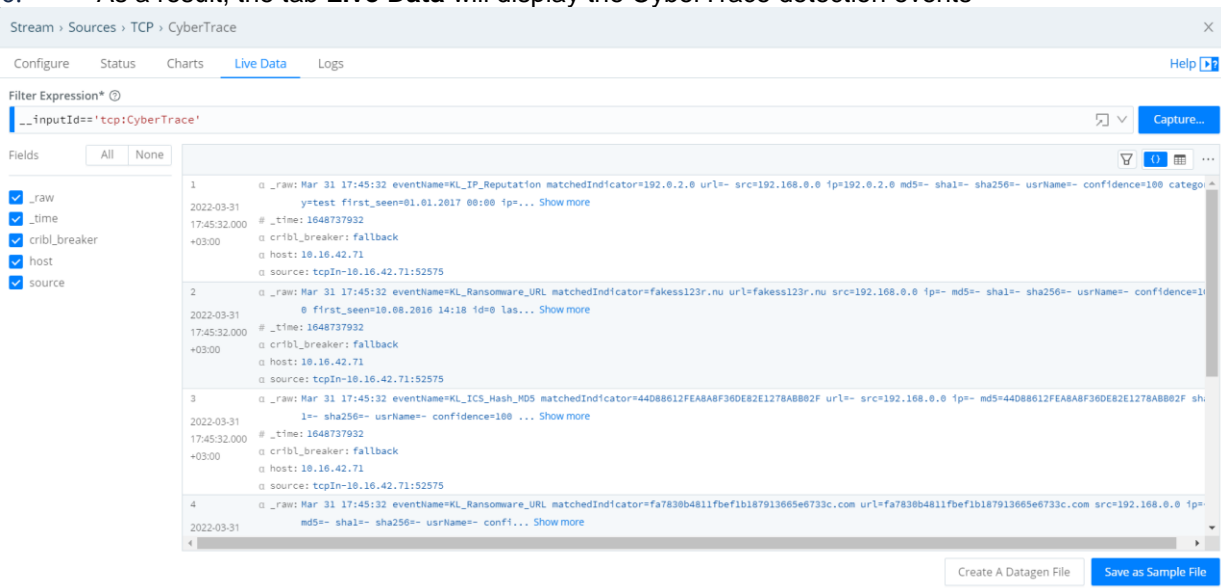 As a result, the tab Live Data will display the CyberTrace detection events
Stream › Sources › TCP › CyberTrace
Configure Status Charts Live Data Logs Help
Filter Expression*
__inputId=='tcp:CyberTrace' Capture...
Fields All None
_raw
_time
cribl_breaker
host
source
1
2022-03-31
17:45:32.000
+03:00
α _raw: Mar 31 17:45:32 eventName=KL_IP_Reputation matchedIndicator=192.0.2.0 url=- src=192.168.0.0 ip=192.0.2.0 md5=- sha1=- sha256=- usrName=- confidence=100 categor
y=test first_seen=01.01.2017 00:00 ip=... Show more
# _time: 1648737932
α cribl_breaker: fallback
α host: 10.16.42.71
α source: tcpIn-10.16.42.71:52575
2
2022-03-31
17:45:32.000
+03:00
α _raw: Mar 31 17:45:32 eventName=KL_Ransomware_URL matchedIndicator=fakess123r.nu url=fakess123r.nu src=192.168.0.0 ip=- md5=- sha1=- sha256=- usrName=- confidence=10
0 first_seen=10.08.2016 14:18 id=0 las... Show more
# _time: 1648737932
α cribl_breaker: fallback
α host: 10.16.42.71
α source: tcpIn-10.16.42.71:52575
3
2022-03-31
17:45:32.000
+03:00
α _raw: Mar 31 17:45:32 eventName=KL_ICS_Hash_MD5 matchedIndicator=44D88612FEA8A8F36DE82E1278ABB02F url=- src=192.168.0.0 ip=- md5=44D88612FEA8A8F36DE82E1278ABB02F sha
1=- sha256=- usrName=- confidence=100 ... Show more
# _time: 1648737932
α cribl_breaker: fallback
α host: 10.16.42.71
α source: tcpIn-10.16.42.71:52575
4
2022-03-31
α _raw: Mar 31 17:45:32 eventName=KL_Ransomware_URL matchedIndicator=fa7830b4811fbef1b187913665e6733c.com url=fa7830b4811fbef1b187913665e6733c.com src=192.168.0.0 ip=-
md5=- sha1=- sha256=- usrName=- confi... Show more
Create A Datagen File Save as Sample File